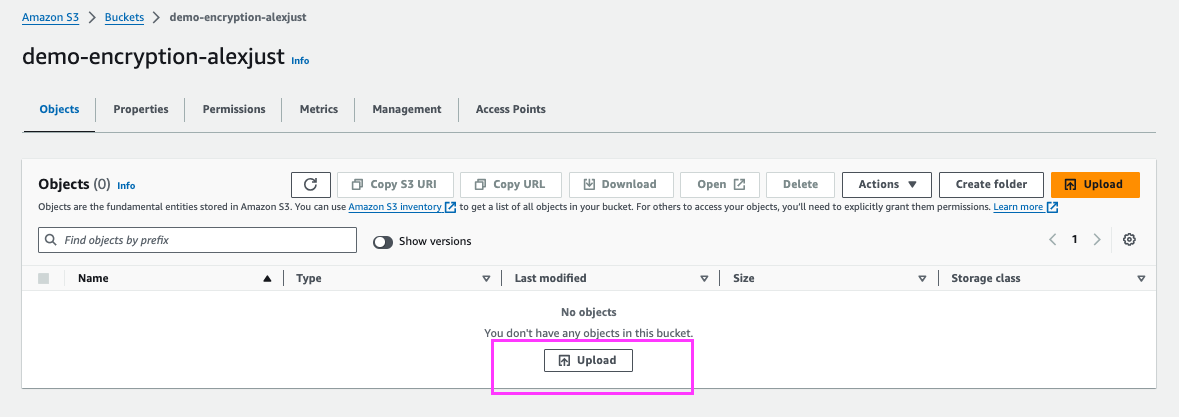 Amazon S3 > Buckets > demo-encryption-alexjust
demo-encryption-alexjust Info
Objects Properties Permissions Metrics Management Access Points
Objects (0) Info Copy S3 URI Copy URL Download Open Delete Actions Create folder Upload
Objects are the fundamental entities stored in Amazon S3. You can use Amazon S3 inventory to get a list of all objects in your bucket. For others to access your objects, you'll need to explicitly grant them permissions. Learn more
Find objects by prefix Show versions 1
Name Type Last modified Size Storage class
No objects
You don't have any objects in this bucket.
Upload